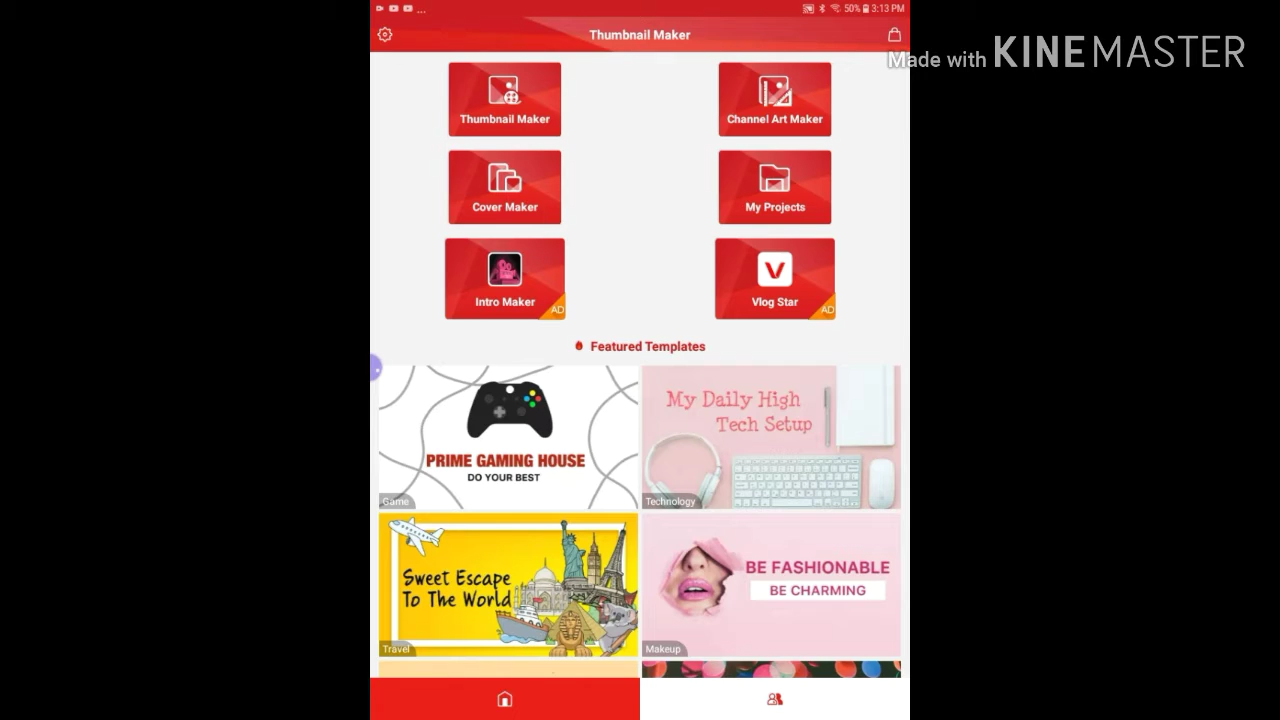 ... 50% 3:13 PM
Thumbnail Maker
Made with KINEMASTER
Thumbnail Maker
Channel Art Maker
Cover Maker
My Projects
Intro Maker
AD
Vlog Star
AD
Featured Templates
PRIME GAMING HOUSE
DO YOUR BEST
Game
My Daily High
Tech Setup
Technology
Sweet Escape
To The World
Travel
BE FASHIONABLE
BE CHARMING
Makeup